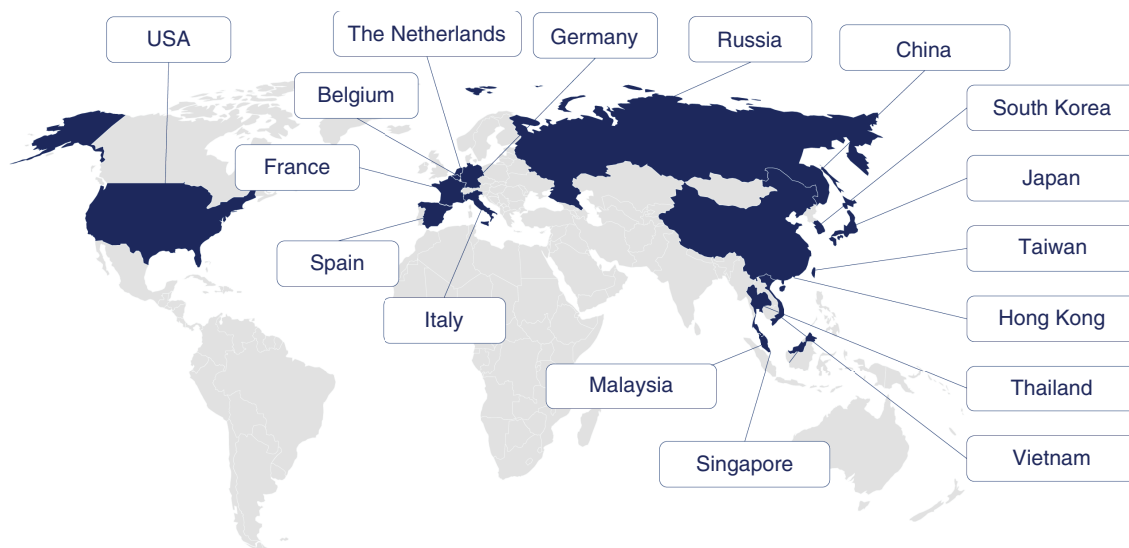 USA
The Netherlands
Germany
Russia
China
Belgium
South Korea
France
Japan
Spain
Taiwan
Italy
Hong Kong
Malaysia
Thailand
Singapore
Vietnam